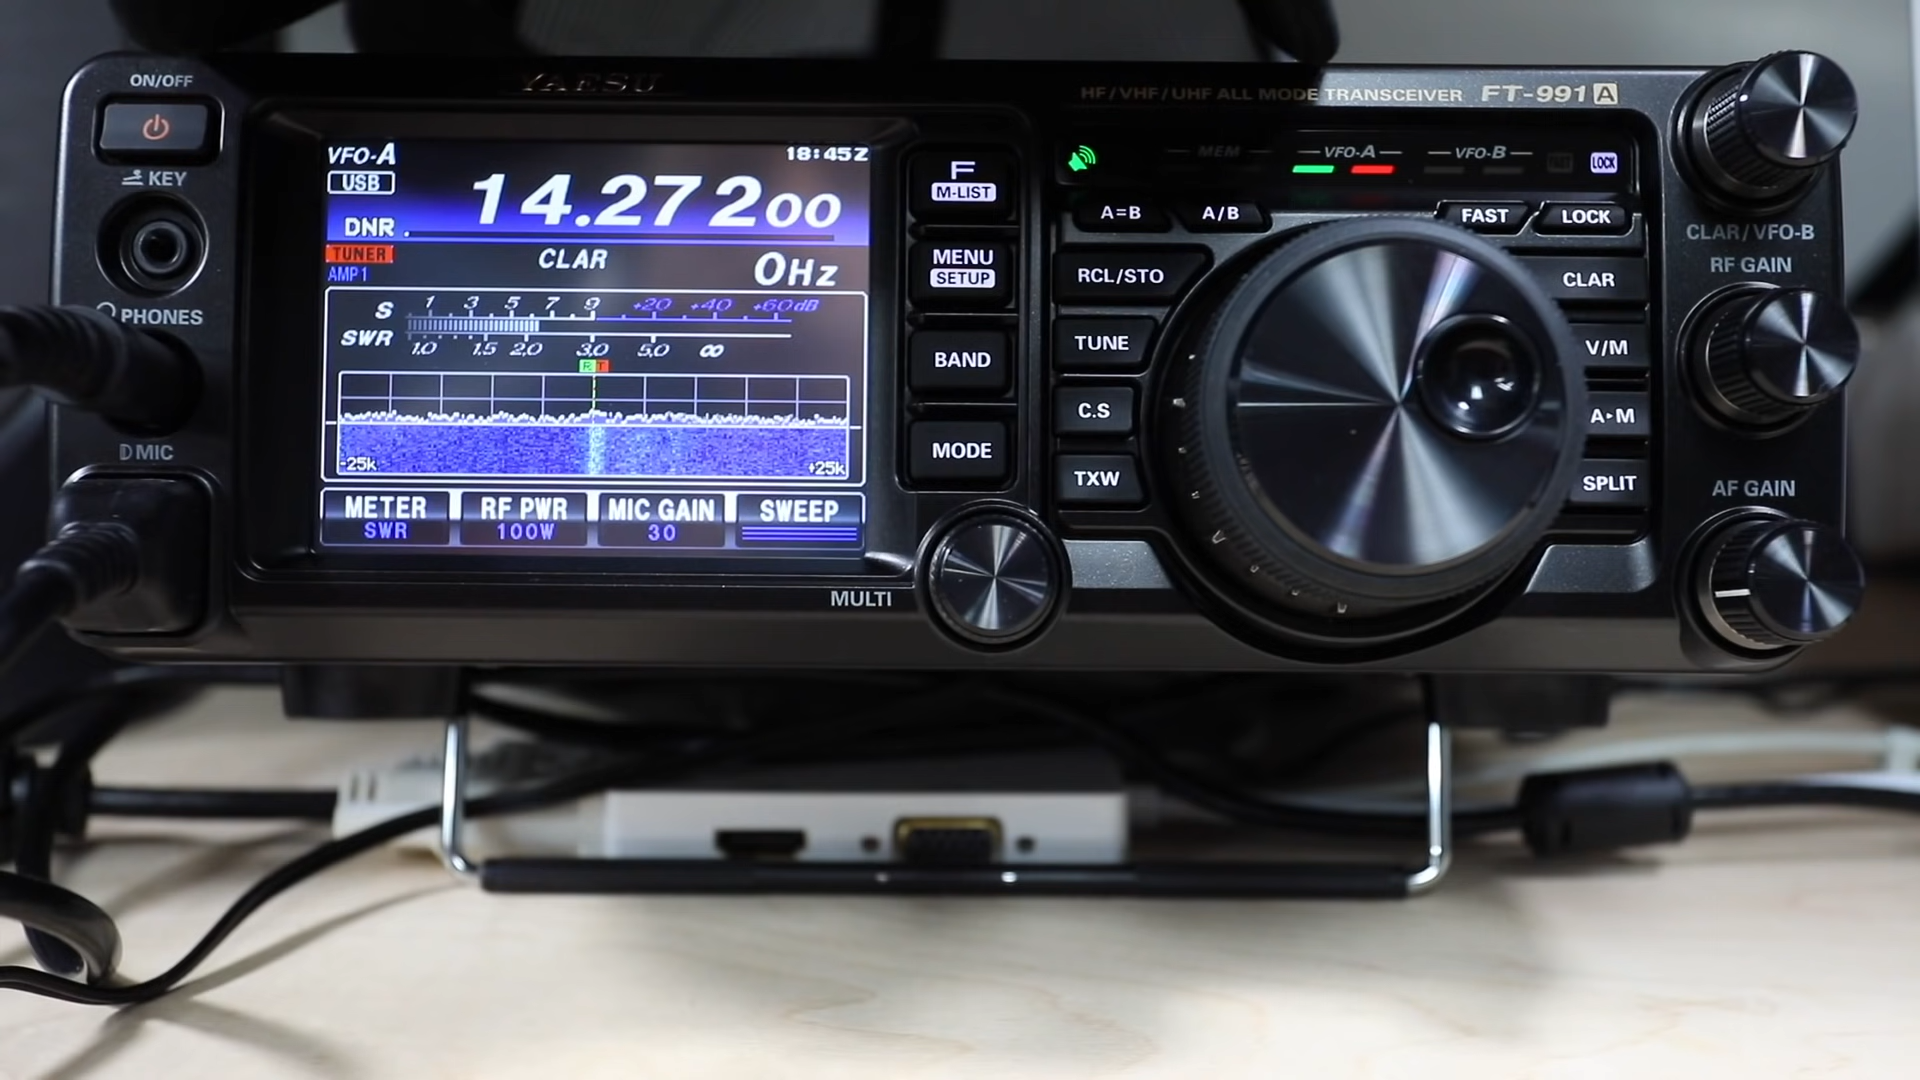 ON/OFF
YAESU
HF/VHF/UHF ALL MODE TRANSCEIVER FT-991A
KEY
PHONES
MIC
VFO-A
18:45Z
USB
14.27200
DNR
TUNER
AMP1
CLAR
0Hz
S 1 3 5 7 9 +20 +40 +60dB
SWR 1.0 1.5 2.0 3.0 5.0 ∞
R T
-25k +25k
METER RF PWR MIC GAIN SWEEP
SWR 100W 30
F
M-LIST
MENU
SETUP
BAND
MODE
MULTI
MEM VFO-A VFO-B FAST LOCK
A=B A/B FAST LOCK
RCL/STO
TUNE
C.S
TXW
CLAR
V/M
A▸M
SPLIT
CLAR/VFO-B
RF GAIN
AF GAIN